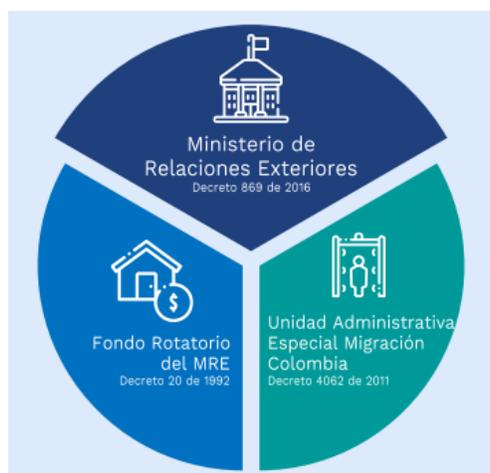 Ministerio de
Relaciones Exteriores
Decreto 869 de 2016
$
Fondo Rotatorio
del MRE
Decreto 20 de 1992
Unidad Administrativa
Especial Migración
Colombia
Decreto 4062 de 2011